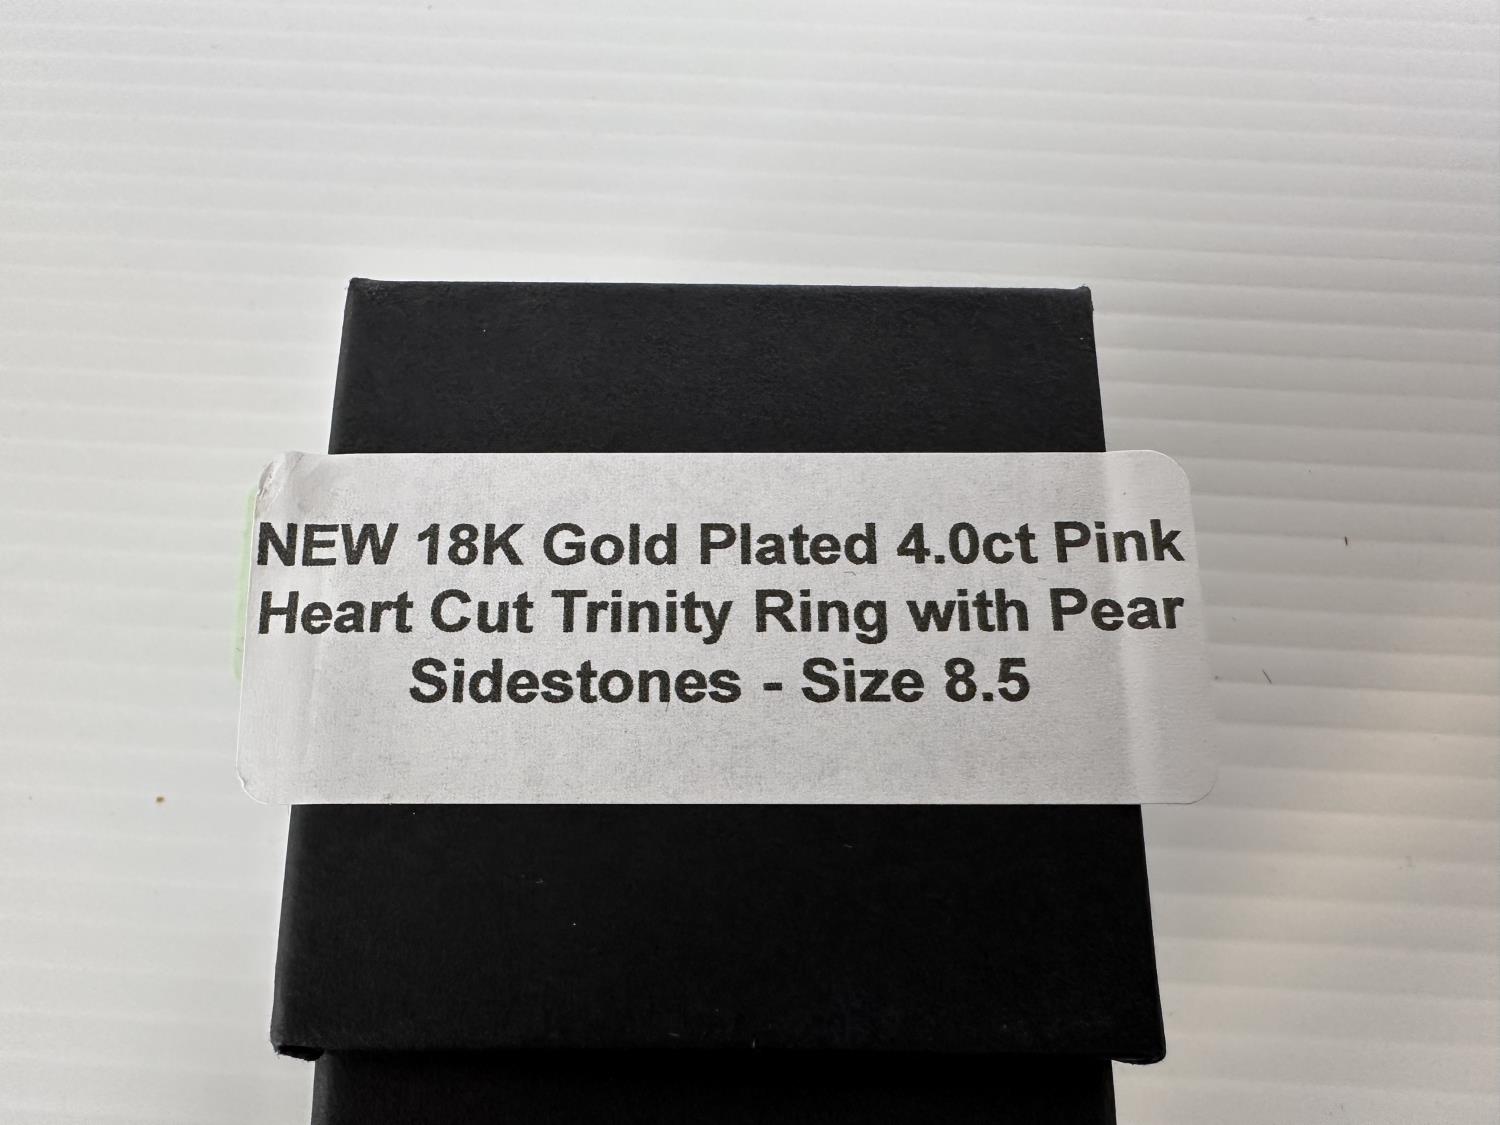 NEW 18K Gold Plated 4.0ct Pink
Heart Cut Trinity Ring with Pear
Sidestones - Size 8.5